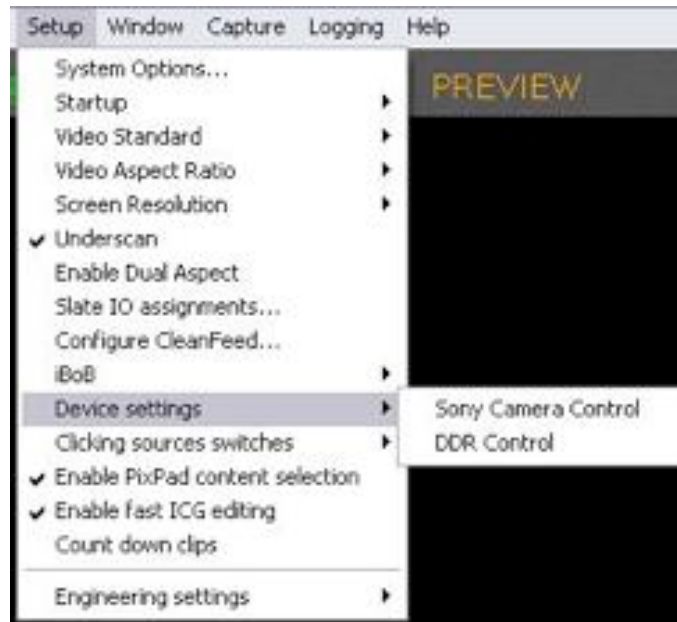 Setup Window Capture Logging Help
System Options...
PREVIEW
Startup
Video Standard
Video Aspect Ratio
Screen Resolution
Underscan
Enable Dual Aspect
Slate IO assignments...
Configure CleanFeed...
iBoB
Device settings
Sony Camera Control
Clicking sources switches
DDR Control
Enable PixPad content selection
Enable fast ICG editing
Count down clips
Engineering settings